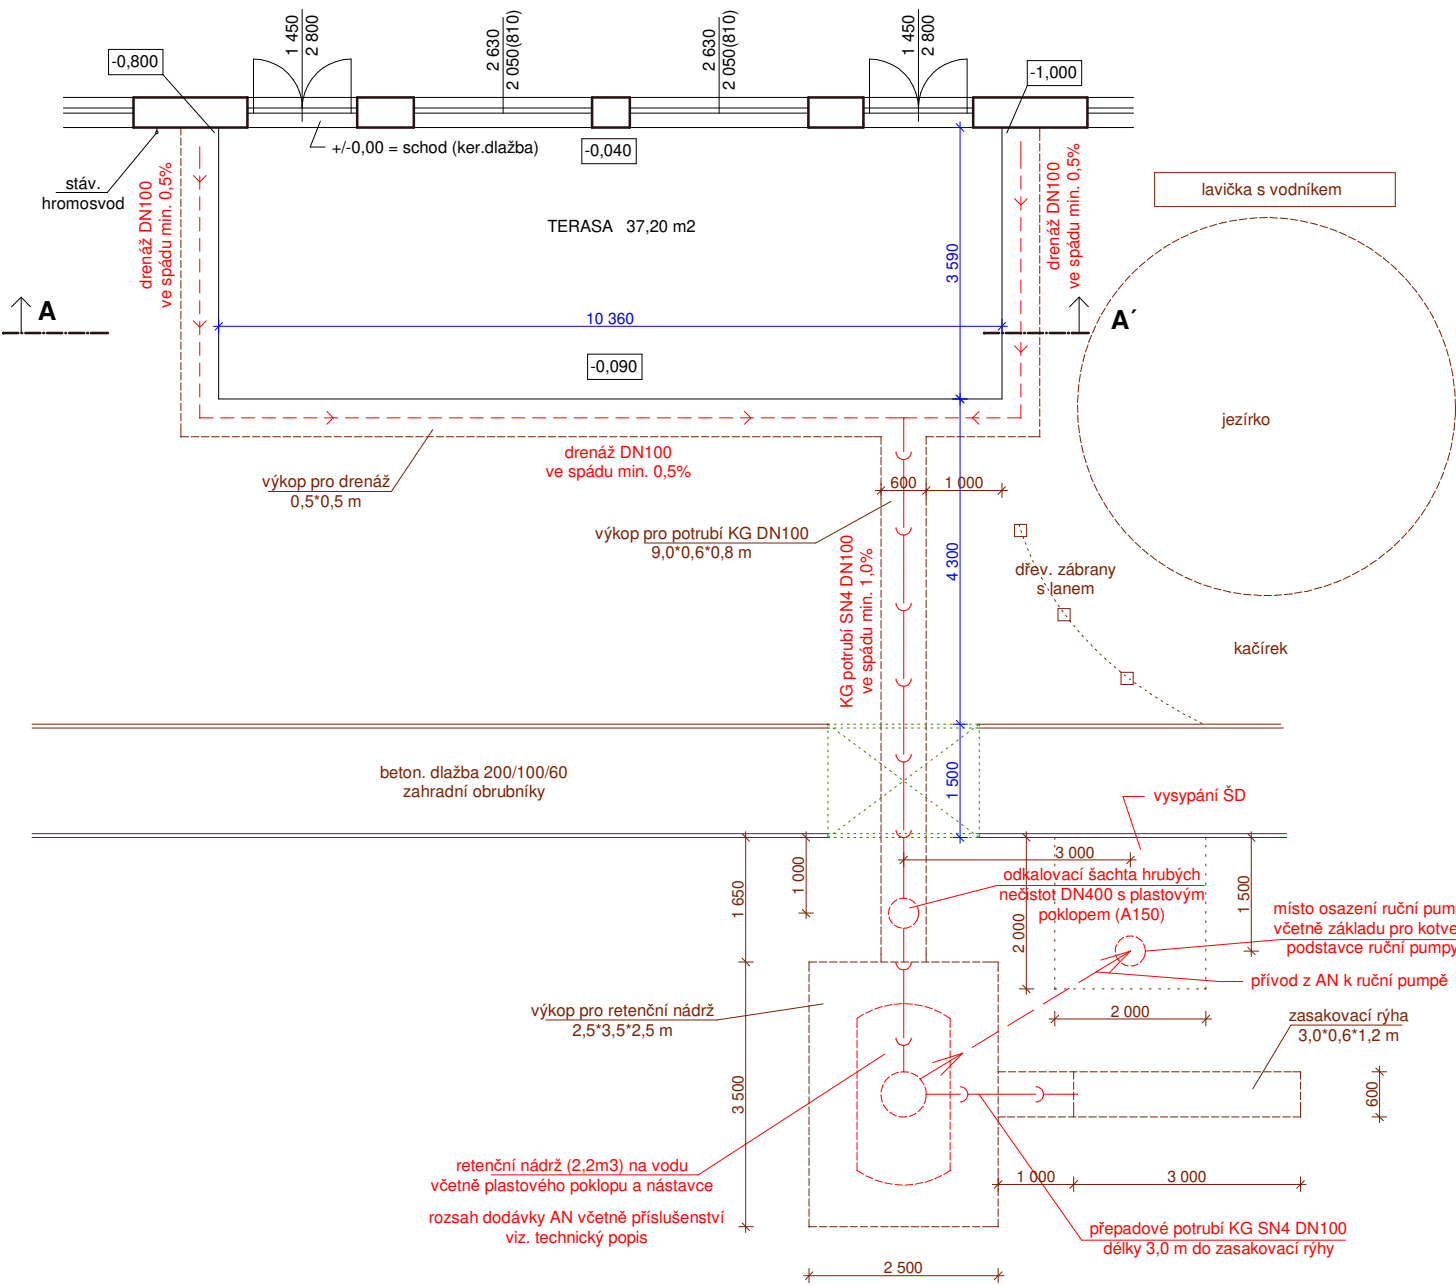 1 450
2 800
2 630
2 050(810)
2 630
2 050(810)
1 450
2 800
-0,800
-1,000
+/-0,00 = schod (ker.dlažba)
-0,040
stáv.
hromosvod
drenáž DN100
ve spádu min. 0,5%
drenáž DN100
ve spádu min. 0,5%
lavička s vodníkem
TERASA 37,20 m2
3 590
A
10 360
A´
-0,090
jezírko
drenáž DN100
ve spádu min. 0,5%
výkop pro drenáž
0,5*0,5 m
600
1 000
výkop pro potrubí KG DN100
9,0*0,6*0,8 m
KG potrubí SN4 DN100
ve spádu min. 1,0%
4 300
dřev. zábrany
s lanem
kačírek
beton. dlažba 200/100/60
zahradní obrubníky
1 500
vysypání ŠD
3 000
1 650
1 000
odkalovací šachta hrubých
nečistot DN400 s plastovým
poklopem (A150)
2 000
1 500
místo osazení ruční pum
včetně základu pro kotve
podstavce ruční pumpy
přívod z AN k ruční pumpě
výkop pro retenční nádrž
2,5*3,5*2,5 m
2 000
zasakovací rýha
3,0*0,6*1,2 m
3 500
600
retenční nádrž (2,2m3) na vodu
včetně plastového poklopu a nástavce
1 000
3 000
rozsah dodávky AN včetně příslušenství
viz. technický popis
přepadové potrubí KG SN4 DN100
délky 3,0 m do zasakovací rýhy
2 500